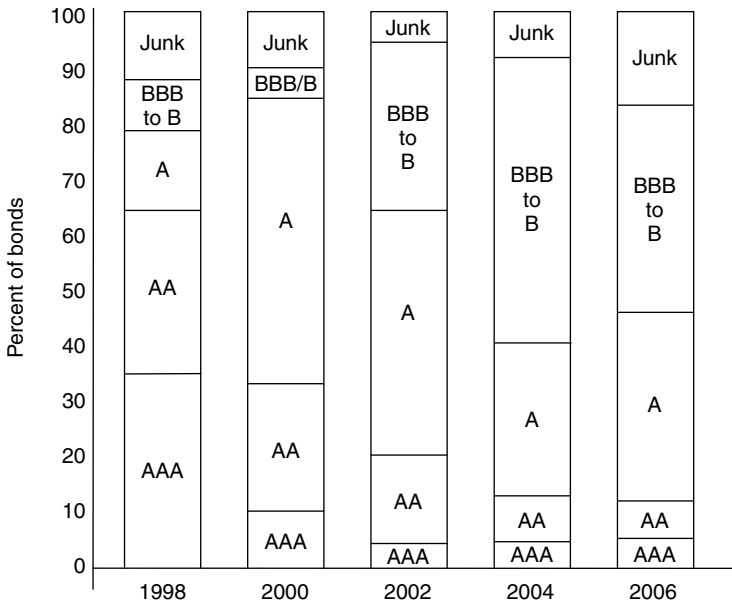 Percent of bonds
100
90
80
70
60
50
40
30
20
10
0
Junk
BBB
to B
A
AA
AAA
Junk
BBB/B
A
AA
AAA
Junk
BBB
to
B
A
AA
AAA
Junk
BBB
to
B
A
AA
AAA
Junk
BBB
to
B
A
AA
AAA
1998 2000 2002 2004 2006